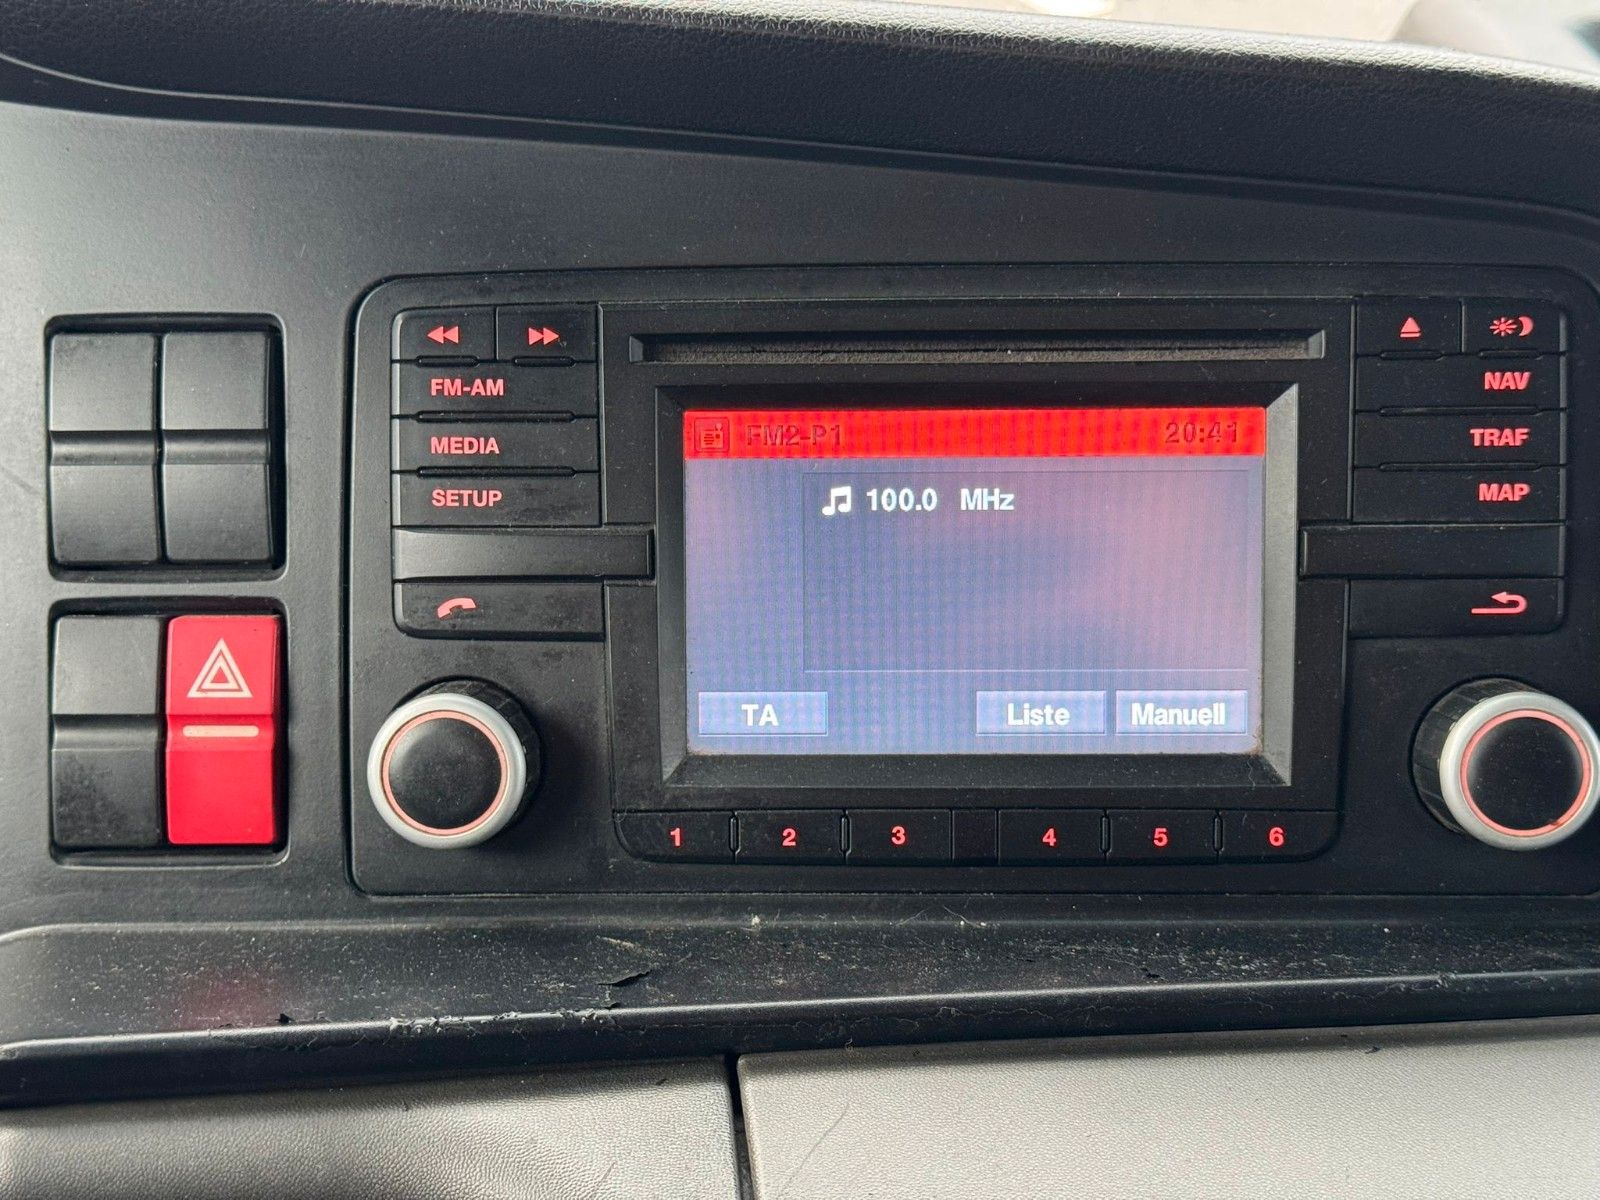 FM-AM
MEDIA
SETUP
FM2-P1 20:41
100.0 MHz
TA Liste Manuell
NAV
TRAF
MAP
1 2 3 4 5 6